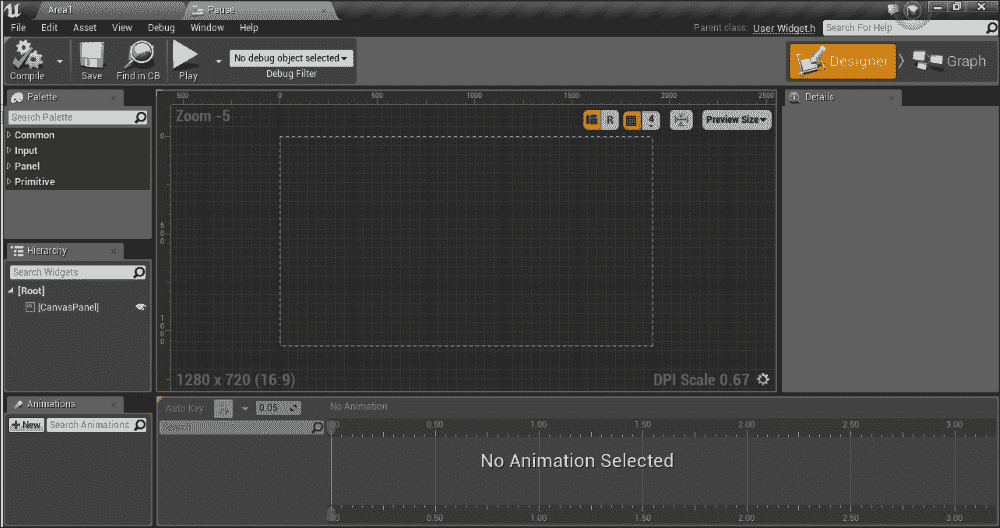 Area1 Pause
File Edit Asset View Debug Window Help Parent class: User Widget.h Search For Help
Compile Save Find in CB Play No debug object selected Debug Filter Designer Graph
Palette
Search Palette
Common
Input
Panel
Primitive
Hierarchy
Search Widgets
[Root]
[CanvasPanel]
Animations
+ New Search Animations
500 0 500 1000 1500 2000 2500
Zoom -5 R 4 Preview Size
0
500
1000
1280 x 720 (16:9) DPI Scale 0.67
Details
Auto Key 0.05 No Animation
0.50 1.00 1.50 2.00 2.50 3.00
No Animation Selected
0.50 1.00 1.50 2.00 2.50 3.00